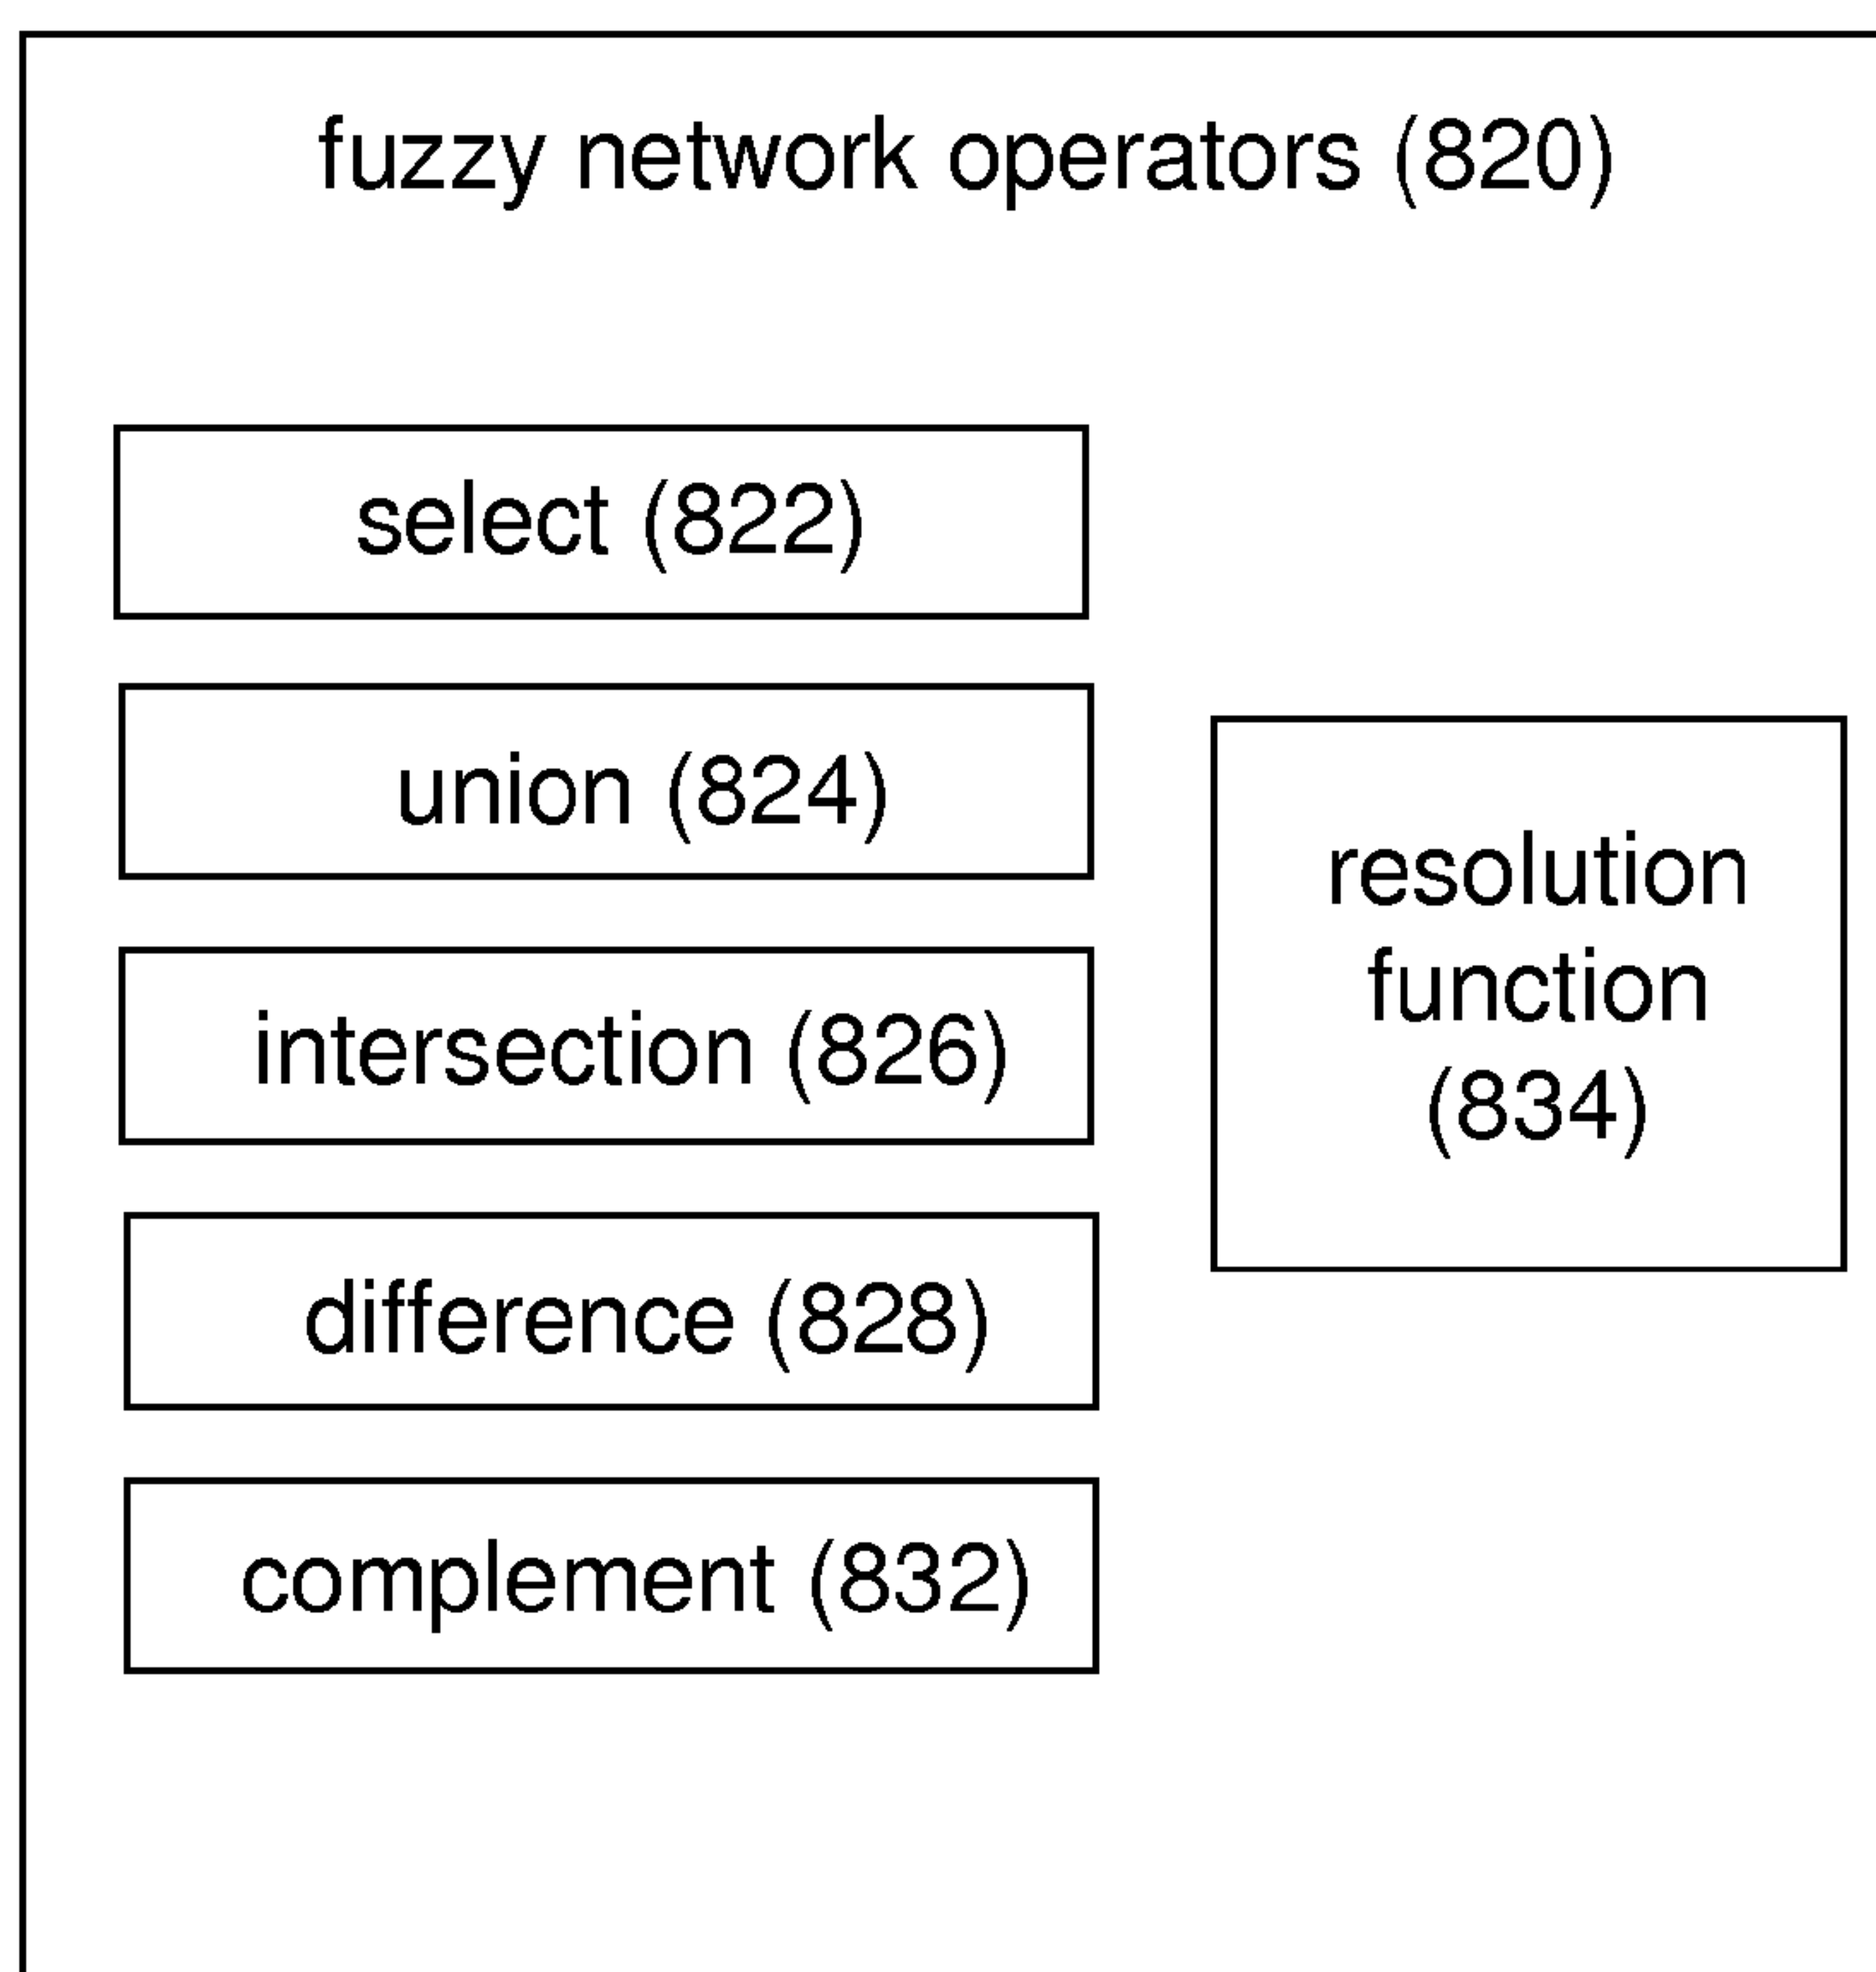 fuzzy network operators (820)
select (822)
union (824)
intersection (826)
difference (828)
complement (832)
resolution
function
(834)